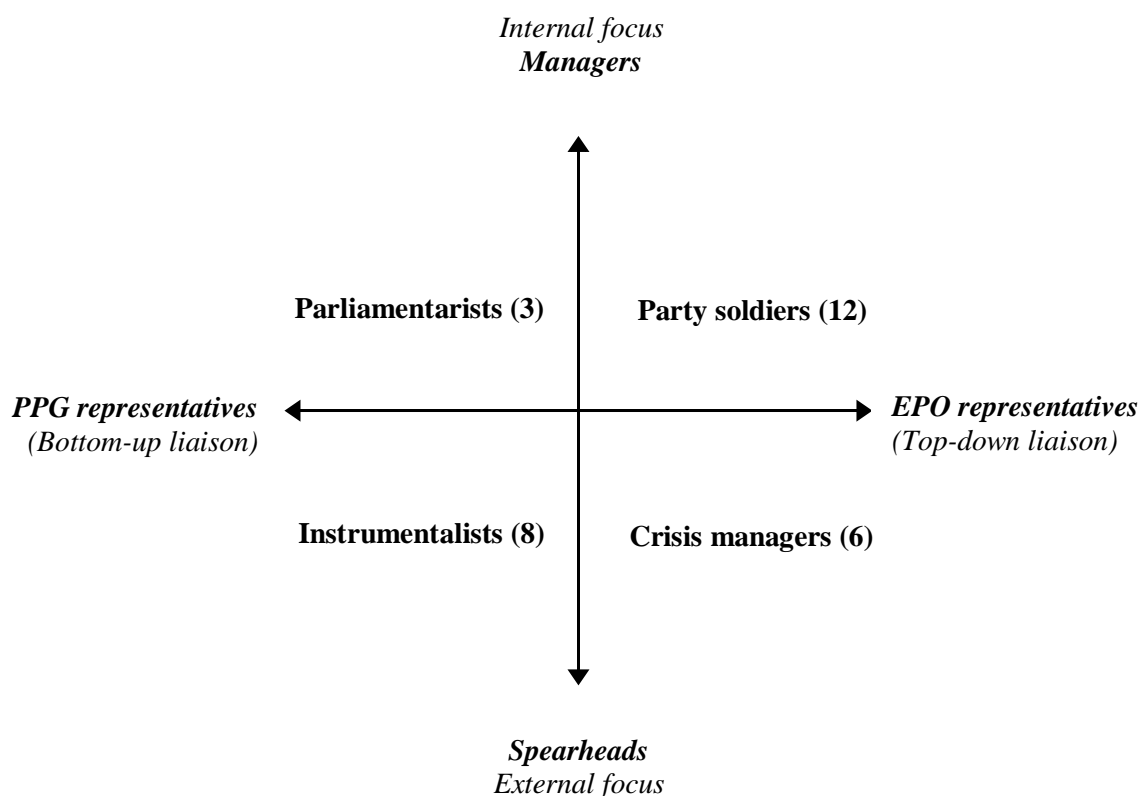 Internal focus
Managers
Parliamentarists (3)
Party soldiers (12)
PPG representatives
(Bottom-up liaison)
EPO representatives
(Top-down liaison)
Instrumentalists (8)
Crisis managers (6)
Spearheads
External focus